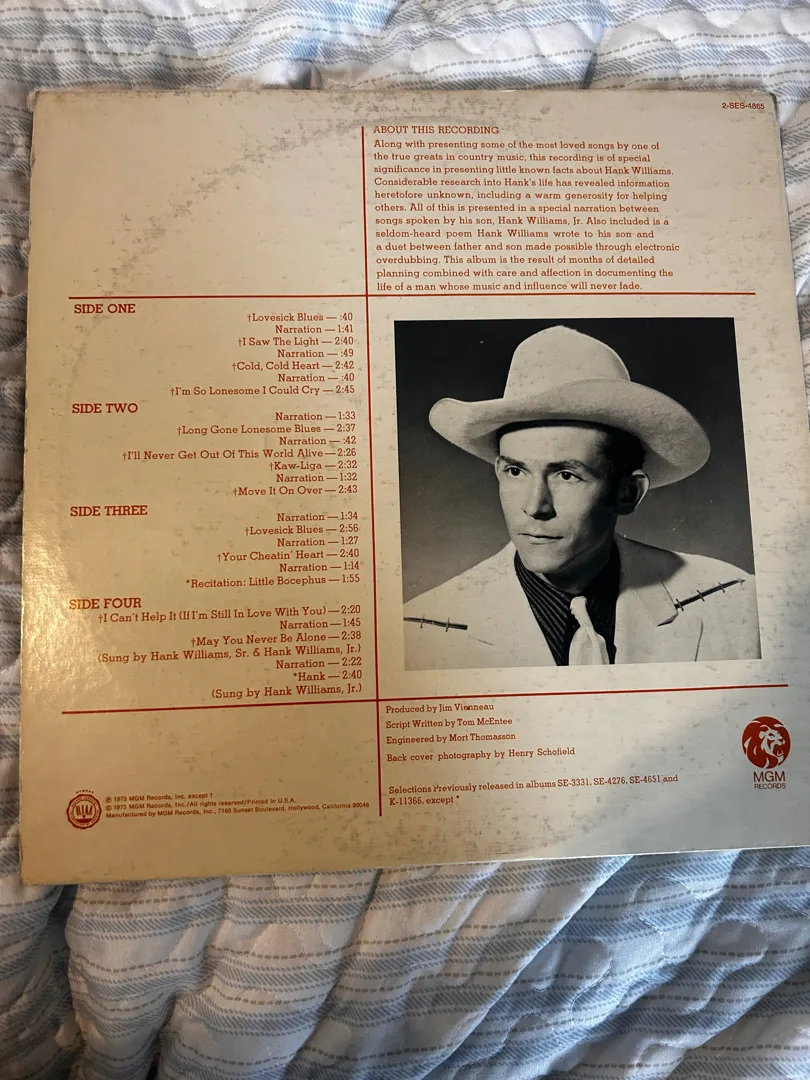 2-SES-4865
ABOUT THIS RECORDING
Along with presenting some of the most loved songs by one of
the true greats in country music, this recording is of special
significance in presenting little known facts about Hank Williams.
Considerable research into Hank's life has revealed information
heretofore unknown, including a warm generosity for helping
others. All of this is presented in a special narration between
songs spoken by his son, Hank Williams, Jr. Also included is a
seldom-heard poem Hank Williams wrote to his son and
a duet between father and son made possible through electronic
overdubbing. This album is the result of months of detailed
planning combined with care and affection in documenting the
life of a man whose music and influence will never fade.
SIDE ONE
†Lovesick Blues — :40
Narration — 1:41
†I Saw The Light — 2:40
Narration — :49
†Cold, Cold Heart — 2:42
Narration — :40
†I'm So Lonesome I Could Cry — 2:45
SIDE TWO
Narration — 1:33
†Long Gone Lonesome Blues — 2:37
Narration — :42
†I'll Never Get Out Of This World Alive — 2:26
†Kaw-Liga — 2:32
Narration — 1:32
†Move It On Over — 2:43
SIDE THREE
Narration — 1:34
†Lovesick Blues — 2:56
Narration — 1:27
†Your Cheatin' Heart — 2:40
Narration — 1:14
*Recitation: Little Bocephus — 1:55
SIDE FOUR
†I Can't Help It (If I'm Still In Love With You) — 2:20
Narration — 1:45
†May You Never Be Alone — 2:38
(Sung by Hank Williams, Sr. & Hank Williams, Jr.)
Narration — 2:22
*Hank — 2:40
(Sung by Hank Williams, Jr.)
Produced by Jim Vienneau
Script Written by Tom McEntee
Engineered by Mort Thomasson
Back cover photography by Henry Schofield
Selections Previously released in albums SE-3331, SE-4276, SE-4651 and
K-11366, except *
MGM
RECORDS
℗ 1973 MGM Records, Inc. except †
© 1973 MGM Records, Inc./All rights reserved/Printed in U.S.A.
Manufactured by MGM Records, Inc., 7165 Sunset Boulevard, Hollywood, California 90046